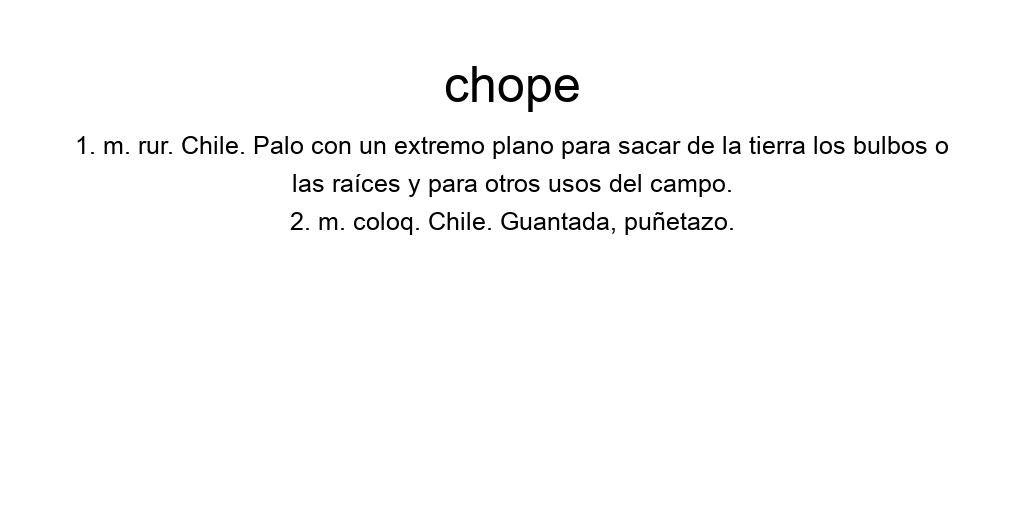 chope
1. m. rur. Chile. Palo con un extremo plano para sacar de la tierra los bulbos o
las raíces y para otros usos del campo.
2. m. coloq. Chile. Guantada, puñetazo.